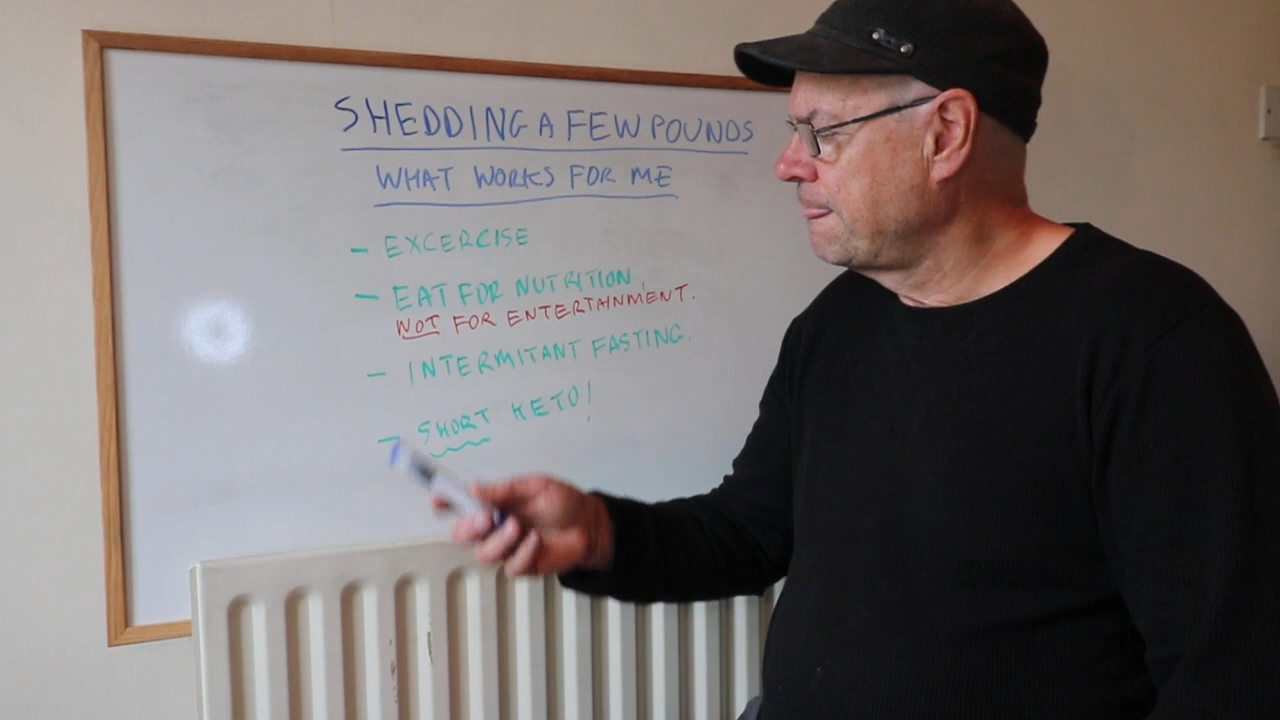 SHEDDING A FEW POUNDS
WHAT WORKS FOR ME
- EXCERCISE
- EAT FOR NUTRITION,
NOT FOR ENTERTAINMENT.
- INTERMITANT FASTING.
- SHORT KETO!